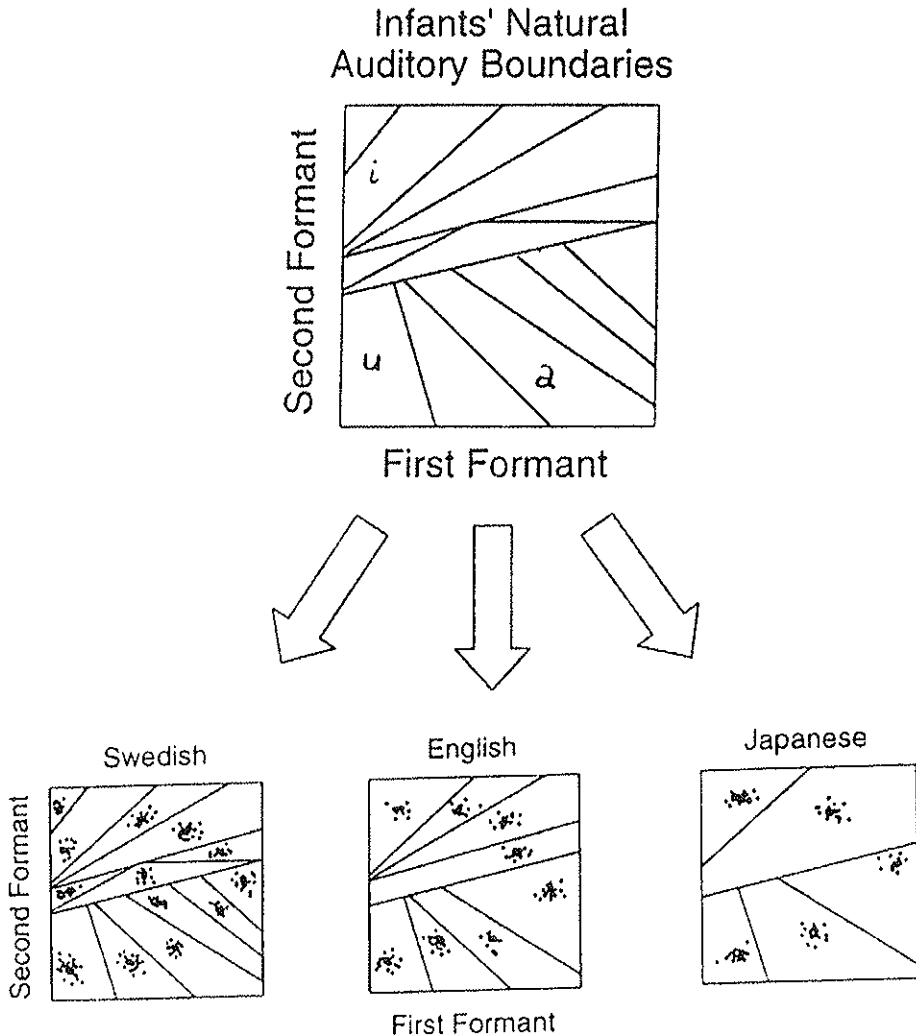 Infants' Natural
Auditory Boundaries
Second Formant
i
u
a
First Formant
Swedish
English
Japanese
Second Formant
First Formant